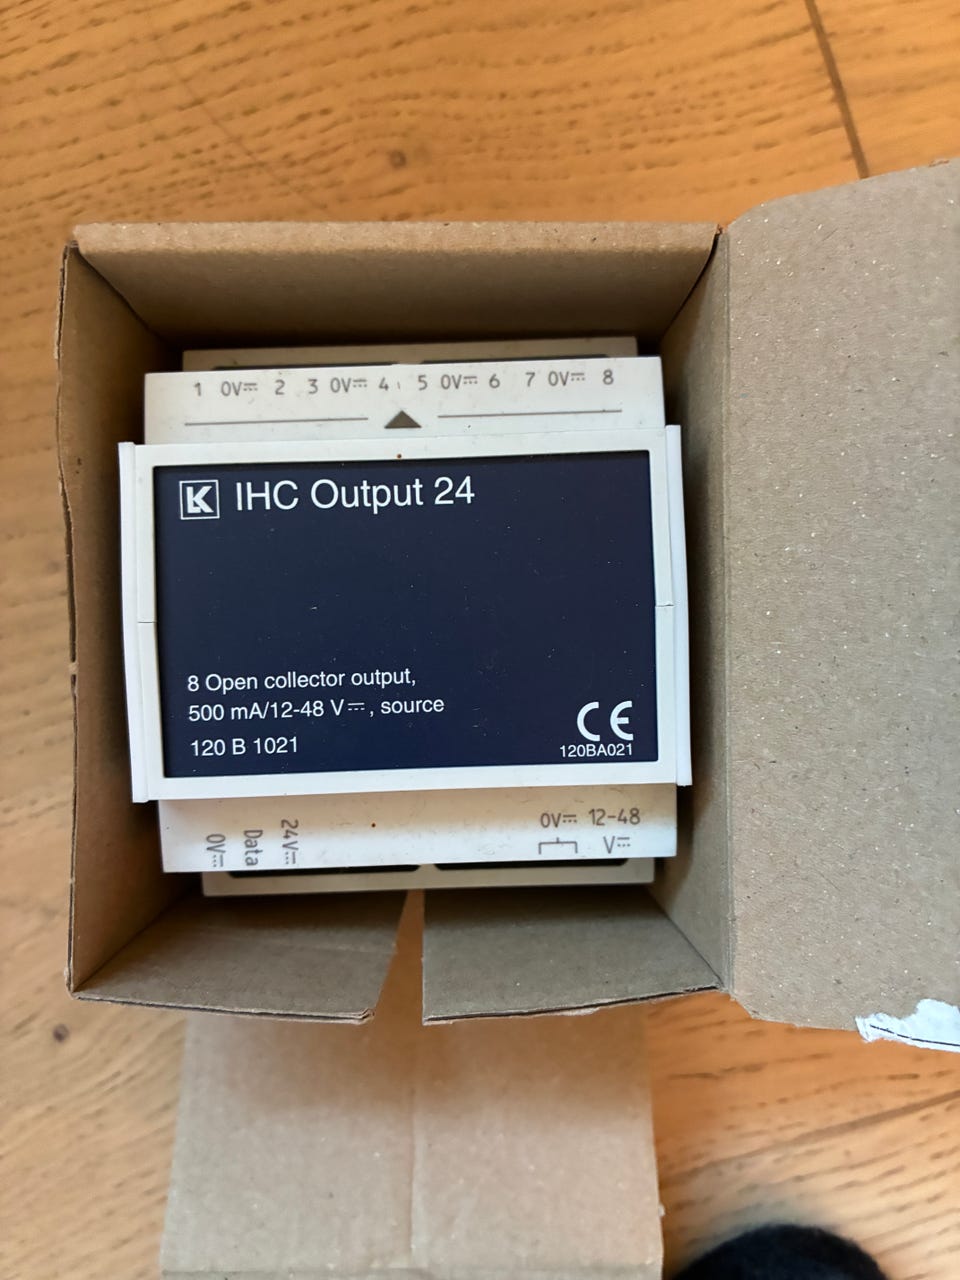 1 0V⎓ 2 3 0V⎓ 4 5 0V⎓ 6 7 0V⎓ 8
LK IHC Output 24
8 Open collector output,
500 mA/12-48 V⎓, source
120 B 1021
CE
120BA021
0V⎓
Data
24V⎓
0V⎓ 12-48
V⎓